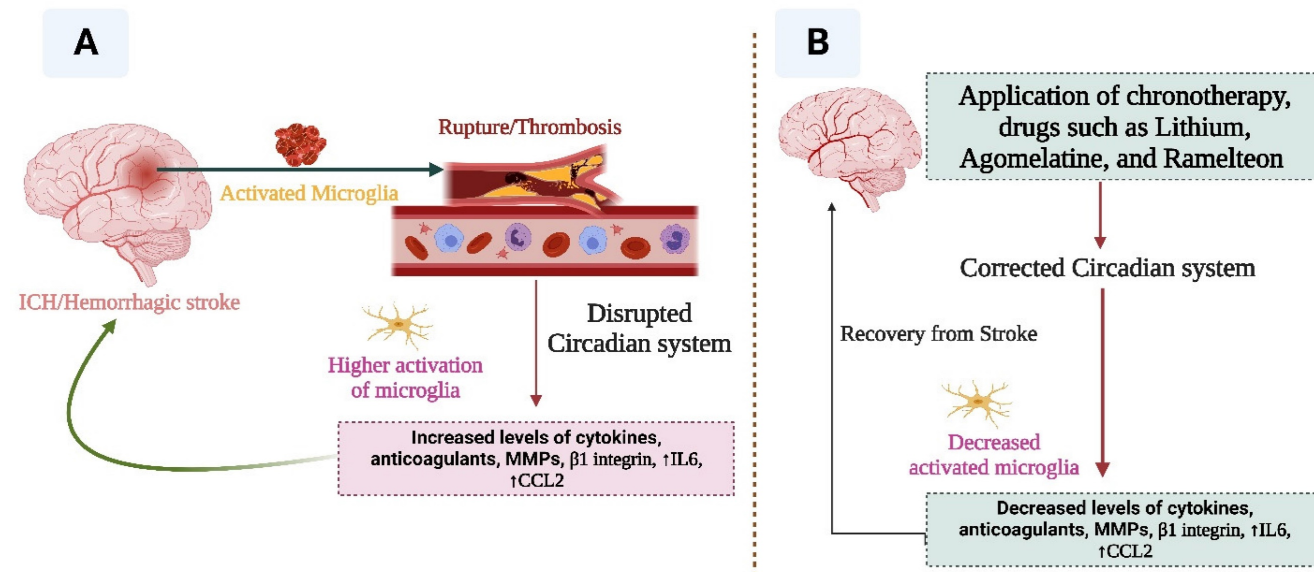 A
Rupture/Thrombosis
Activated Microglia
ICH/Hemorrhagic stroke
Disrupted
Circadian system
Higher activation
of microglia
Increased levels of cytokines,
anticoagulants, MMPs, β1 integrin, ↑IL6,
↑CCL2
B
Application of chronotherapy,
drugs such as Lithium,
Agomelatine, and Ramelteon
Corrected Circadian system
Recovery from Stroke
Decreased
activated microglia
Decreased levels of cytokines,
anticoagulants, MMPs, β1 integrin, ↑IL6,
↑CCL2